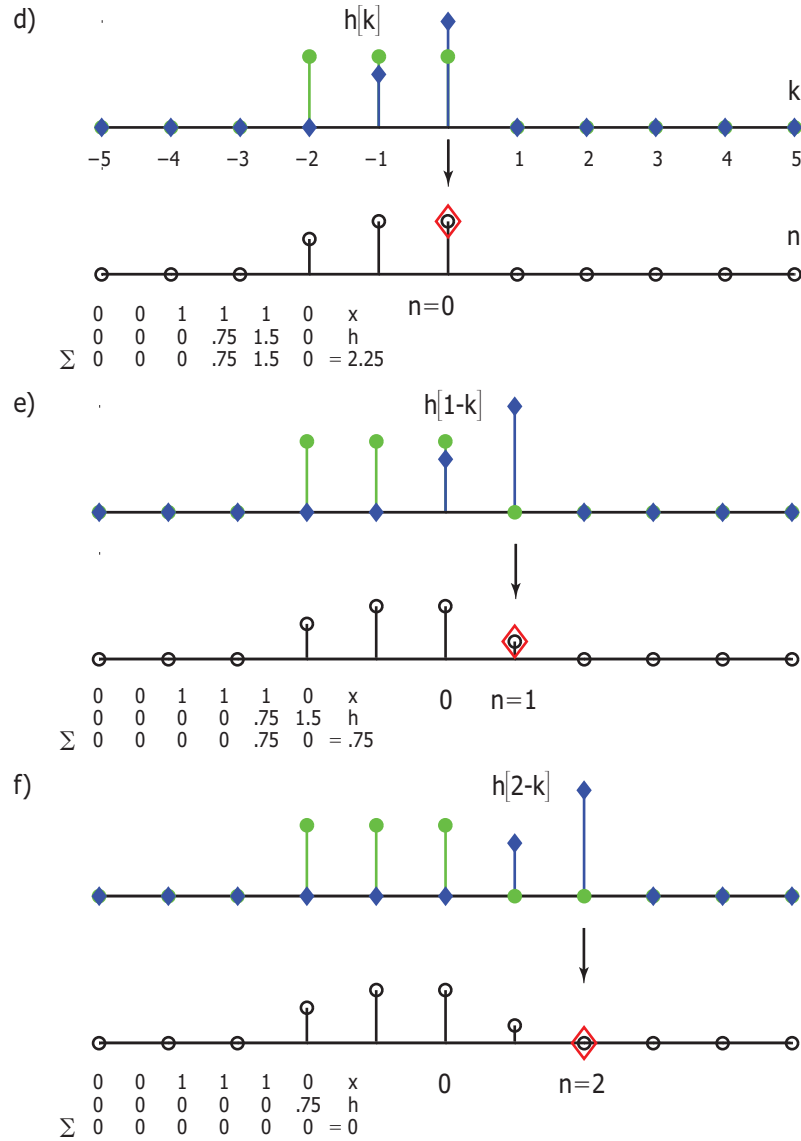 d)
h[k]
k
−5 −4 −3 −2 −1 1 2 3 4 5
n
n=0
0 0 1 1 1 0 x
0 0 0 .75 1.5 0 h
∑ 0 0 0 .75 1.5 0 = 2.25
e)
h[1-k]
0 n=1
0 0 1 1 1 0 x
0 0 0 0 .75 1.5 h
∑ 0 0 0 0 .75 0 = .75
f)
h[2-k]
0 n=2
0 0 1 1 1 0 x
0 0 0 0 0 .75 h
∑ 0 0 0 0 0 0 = 0